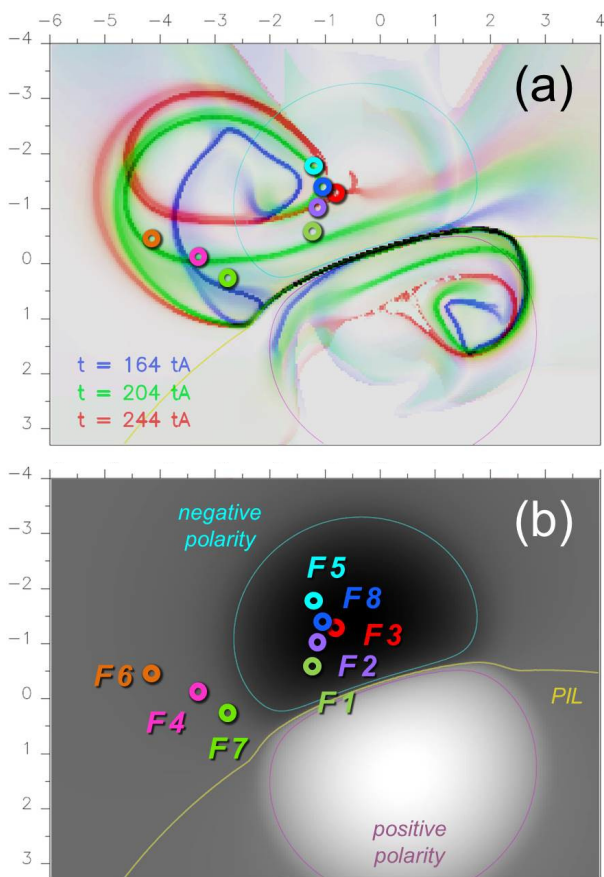 −6 −5 −4 −3 −2 −1 0 1 2 3 4
−4
(a)
−3
−2
−1
0
1
2
3
t = 164 tA
t = 204 tA
t = 244 tA
−4
(b)
negative
polarity
−3
−2
−1
0
1
2
3
F5
F8
F3
F2
F1
F6
F4
F7
PIL
positive
polarity